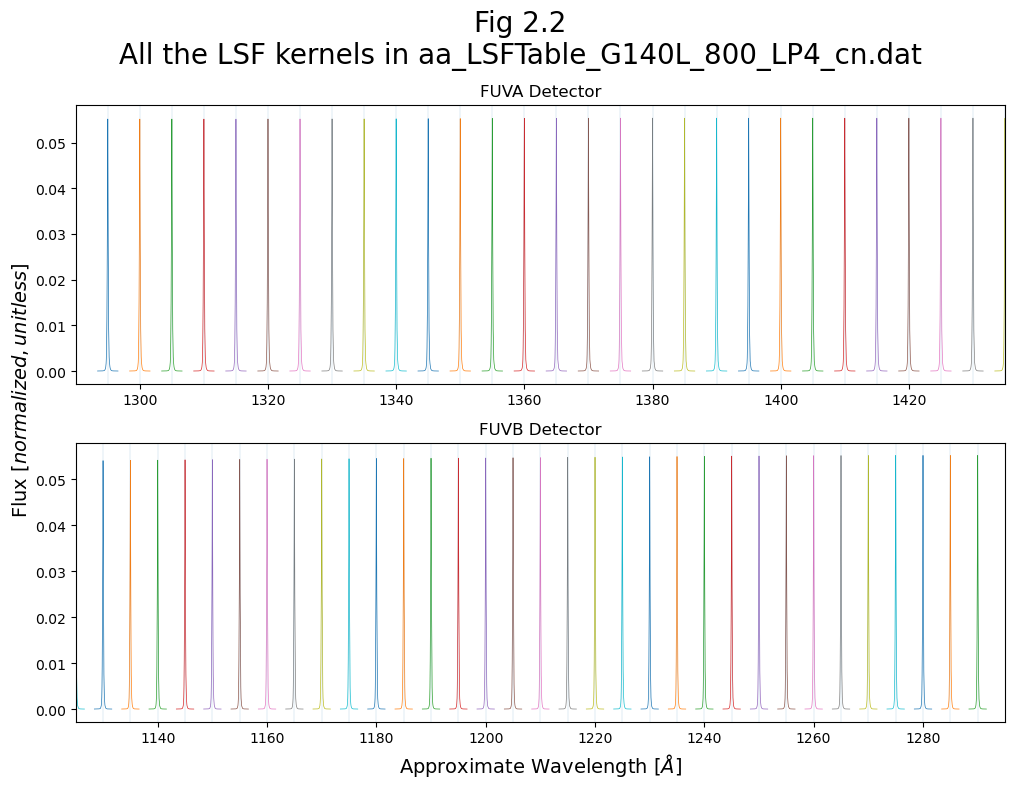 Fig 2.2
All the LSF kernels in aa_LSFTable_G140L_800_LP4_cn.dat
FUVA Detector
0.05
0.04
0.03
0.02
0.01
0.00
1300 1320 1340 1360 1380 1400 1420
Flux [normalized, unitless]
FUVB Detector
0.05
0.04
0.03
0.02
0.01
0.00
1140 1160 1180 1200 1220 1240 1260 1280
Approximate Wavelength [Å]